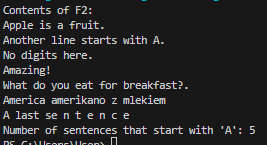 Contents of F2:
Apple is a fruit.
Another line starts with A.
No digits here.
Amazing!
What do you eat for breakfast?.
America amerikano z mlekiem
A last se n t e n c e
Number of sentences that start with 'A': 5
PS C:\Users\User>